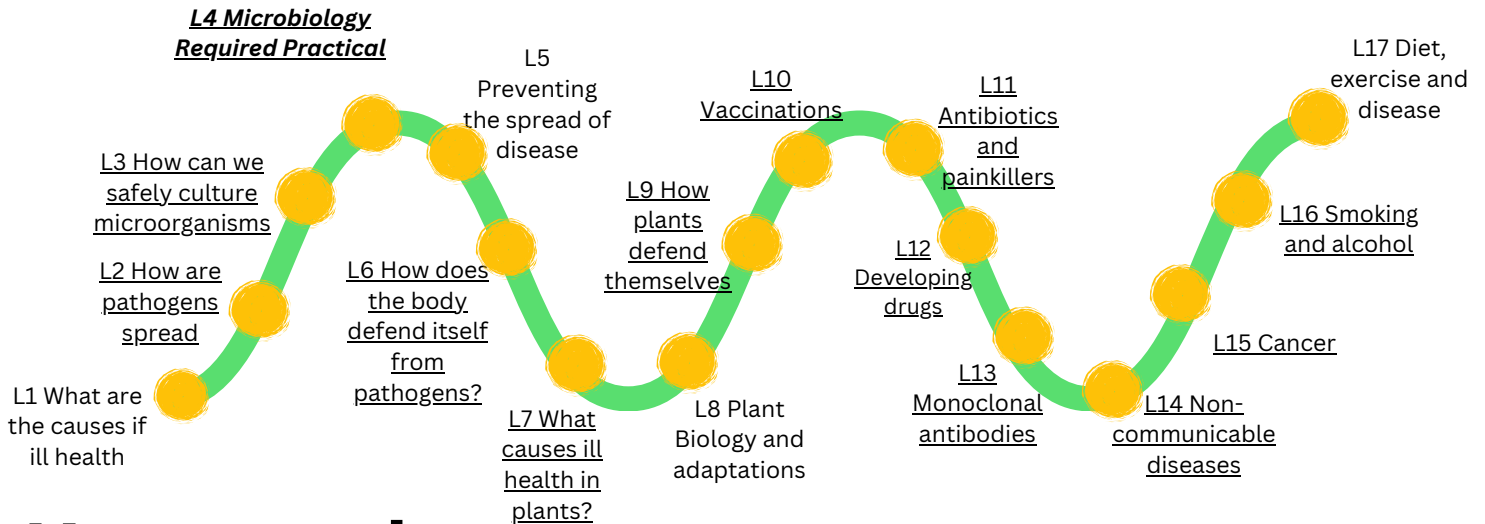 L4 Microbiology
Required Practical
L5
Preventing
the spread of
disease
L3 How can we
safely culture
microorganisms
L2 How are
pathogens
spread
L1 What are
the causes if
ill health
L6 How does
the body
defend itself
from
pathogens?
L7 What
causes ill
health in
plants?
L8 Plant
Biology and
adaptations
L9 How
plants
defend
themselves
L10
Vaccinations
L11
Antibiotics
and
painkillers
L12
Developing
drugs
L13
Monoclonal
antibodies
L14 Non-
communicable
diseases
L15 Cancer
L16 Smoking
and alcohol
L17 Diet,
exercise and
disease